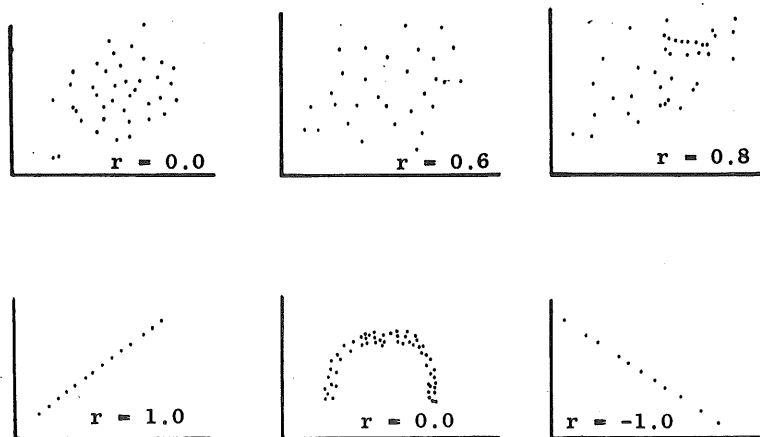 r = 0.0
r = 0.6
r = 0.8
r = 1.0
r = 0.0
r = -1.0